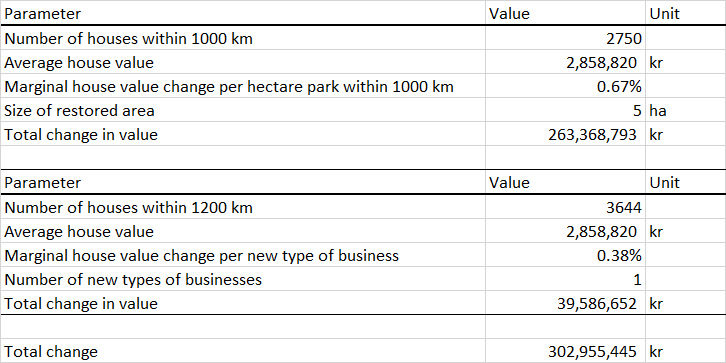 Parameter Value Unit
Number of houses within 1000 km 2750
Average house value 2,858,820 kr
Marginal house value change per hectare park within 1000 km 0.67%
Size of restored area 5 ha
Total change in value 263,368,793 kr
Parameter Value Unit
Number of houses within 1200 km 3644
Average house value 2,858,820 kr
Marginal house value change per new type of business 0.38%
Number of new types of businesses 1
Total change in value 39,586,652 kr
Total change 302,955,445 kr